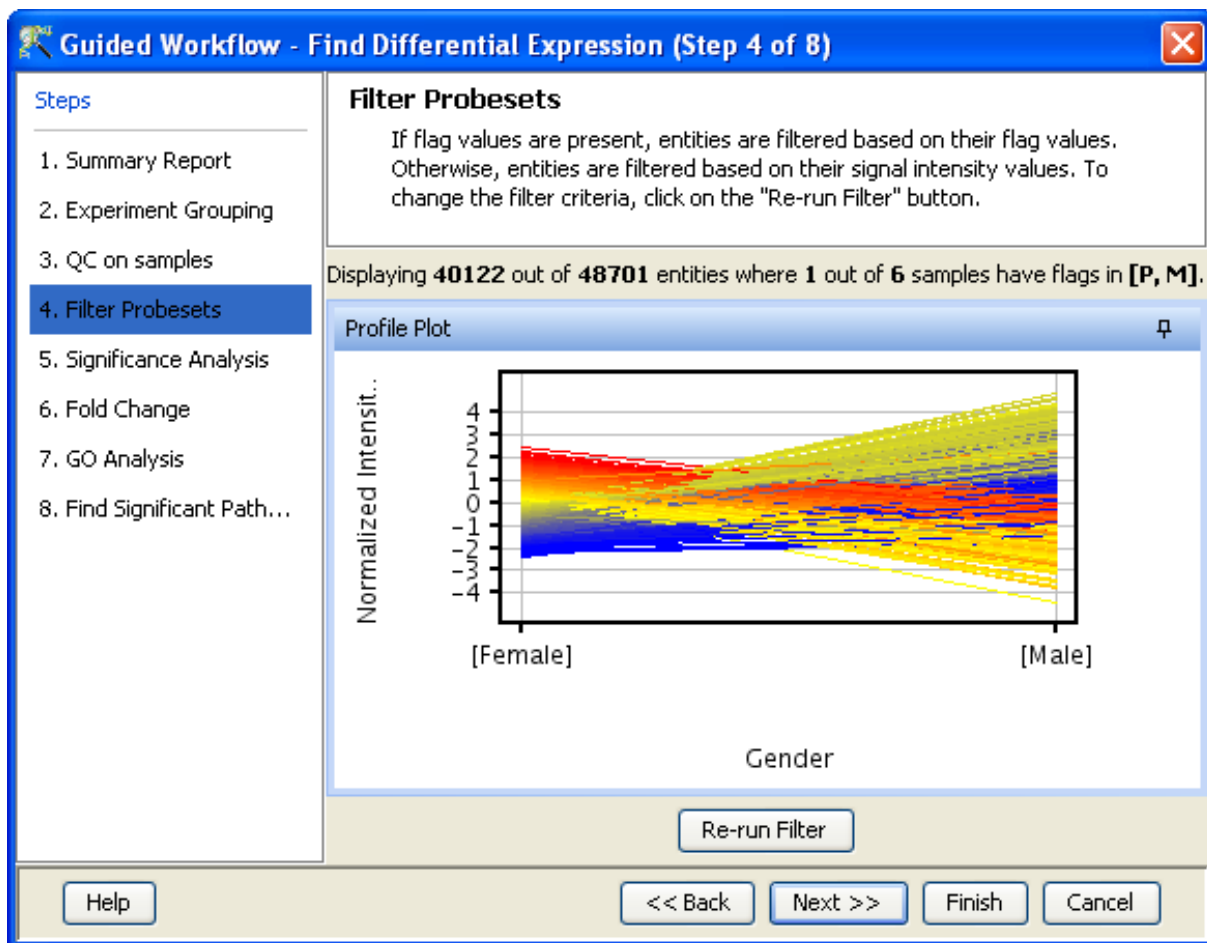 Guided Workflow - Find Differential Expression (Step 4 of 8)
Steps
1. Summary Report
2. Experiment Grouping
3. QC on samples
4. Filter Probesets
5. Significance Analysis
6. Fold Change
7. GO Analysis
8. Find Significant Path...
Filter Probesets
If flag values are present, entities are filtered based on their flag values.
Otherwise, entities are filtered based on their signal intensity values. To
change the filter criteria, click on the "Re-run Filter" button.
Displaying 40122 out of 48701 entities where 1 out of 6 samples have flags in [P, M].
Profile Plot
Normalized Intensit..
4
3
2
1
0
-1
-2
-3
-4
[Female]
[Male]
Gender
Re-run Filter
Help
<< Back
Next >>
Finish
Cancel